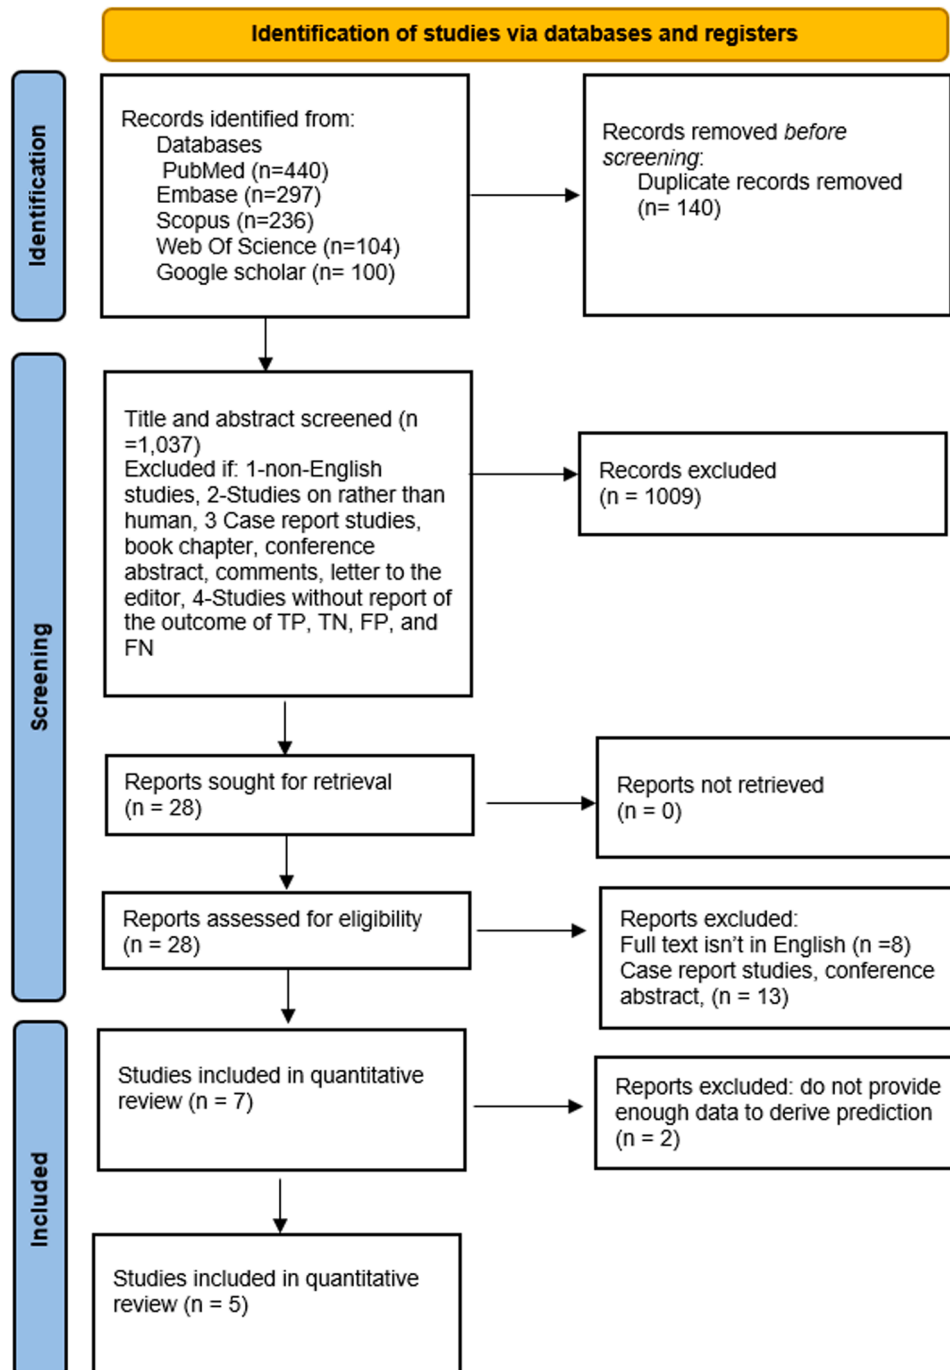 Identification of studies via databases and registers
Identification
Records identified from:
Databases
PubMed (n=440)
Embase (n=297)
Scopus (n=236)
Web Of Science (n=104)
Google scholar (n= 100)
Records removed before
screening:
Duplicate records removed
(n= 140)
Screening
Title and abstract screened (n
=1,037)
Excluded if: 1-non-English
studies, 2-Studies on rather than
human, 3 Case report studies,
book chapter, conference
abstract, comments, letter to the
editor, 4-Studies without report of
the outcome of TP, TN, FP, and
FN
Records excluded
(n = 1009)
Reports sought for retrieval
(n = 28)
Reports not retrieved
(n = 0)
Reports assessed for eligibility
(n = 28)
Reports excluded:
Full text isn’t in English (n =8)
Case report studies, conference
abstract, (n = 13)
Included
Studies included in quantitative
review (n = 7)
Reports excluded: do not provide
enough data to derive prediction
(n = 2)
Studies included in quantitative
review (n = 5)